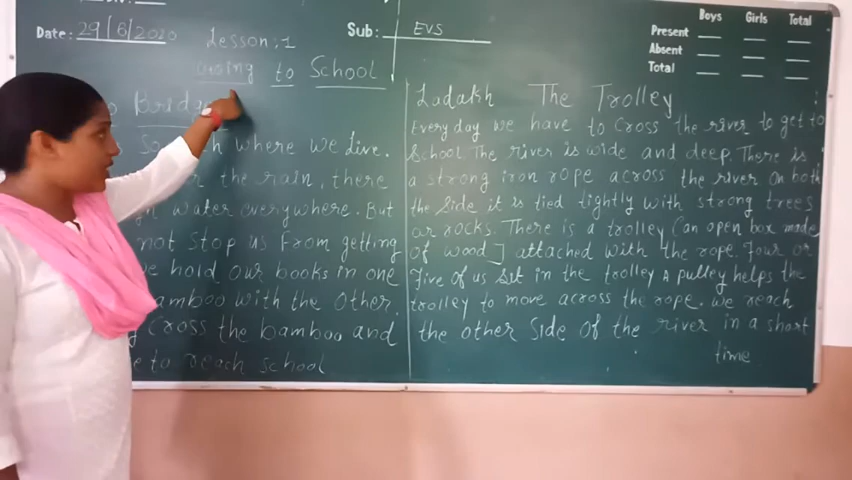 Date: 29/6/2020
Sub: EVS
Boys Girls Total
Present
Absent
Total
Lesson:1
Going to School
where we live.
the rain, there
water everywhere. But
not stop us From getting
we hold our books in one
bamboo with the other.
cross the bamboo and
to reach school
Ladakh The Trolley
Every day we have to cross the river to get to
School. The river is wide and deep. There is
a strong iron rope across the river on both
the side it is tied tightly with strong trees
or rocks. There is a trolley (an open box made
of wood] attached with the rope. Four or
Five of us sit in the trolley A pulley helps the
trolley to move across the rope. we reach
the other side of the river in a short
time